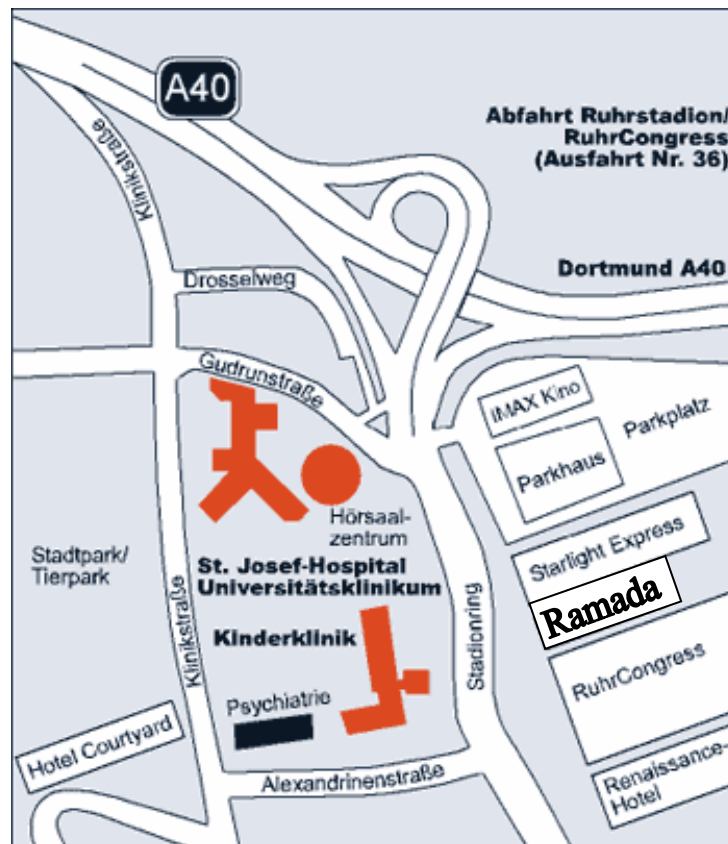 A40
Abfahrt Ruhrstadion/
RuhrCongress
(Ausfahrt Nr. 36)
Klinikstraße
Dortmund A40
Drosselweg
Gudrunstraße
IMAX Kino
Parkplatz
Parkhaus
Hörsaal-
zentrum
Stadtpark/
Tierpark
St. Josef-Hospital
Universitätsklinikum
Starlight Express
Ramada
Kinderklinik
Klinikstraße
Stadionring
RuhrCongress
Psychiatrie
Hotel Courtyard
Alexandrinenstraße
Renaissance-
Hotel